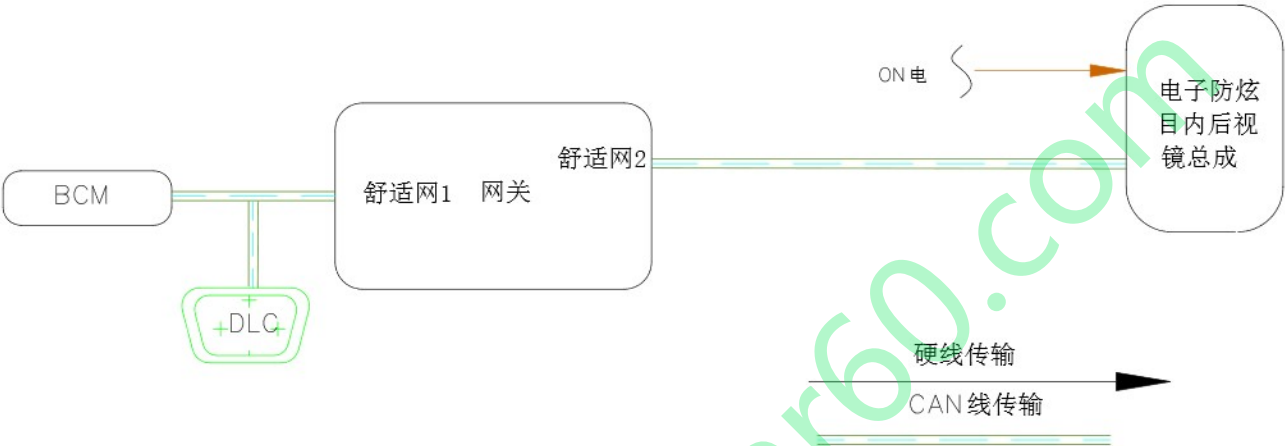 ON电
电子防炫
目内后视
镜总成
舒适网2
BCM
舒适网1 网关
DLC
硬线传输
CAN线传输
r60.com